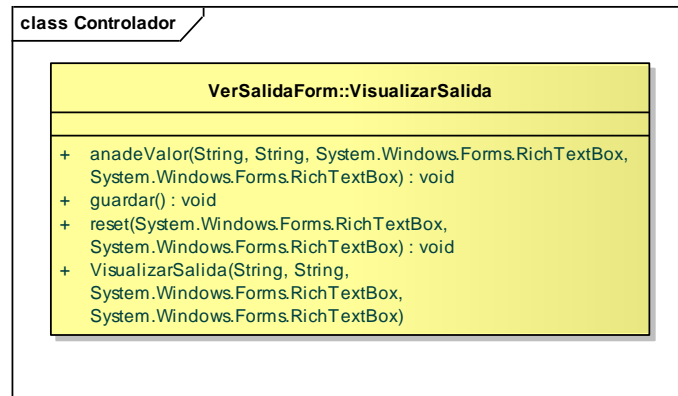 class Controlador
VerSalidaForm::VisualizarSalida
+ anadeValor(String, String, System.Windows.Forms.RichTextBox,
System.Windows.Forms.RichTextBox) : void
+ guardar() : void
+ reset(System.Windows.Forms.RichTextBox,
System.Windows.Forms.RichTextBox) : void
+ VisualizarSalida(String, String,
System.Windows.Forms.RichTextBox,
System.Windows.Forms.RichTextBox)